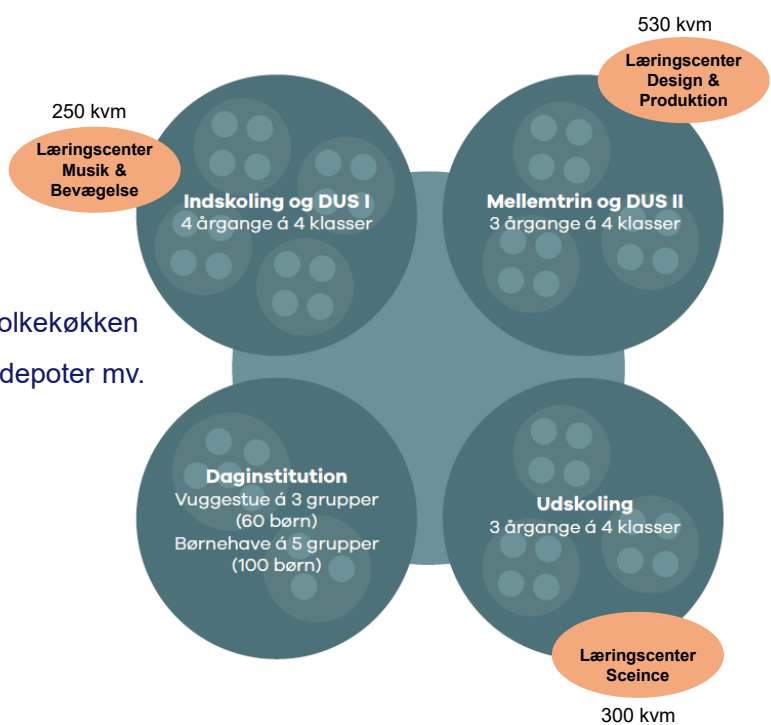 530 kvm
Læringscenter
Design &
Produktion
250 kvm
Læringscenter
Musik &
Bevægelse
Indskoling og DUS I
4 årgange á 4 klasser
Mellemtrin og DUS II
3 årgange á 4 klasser
olkekøkken
depoter mv.
Daginstitution
Vuggestue á 3 grupper
(60 børn)
Børnehave á 5 grupper
(100 børn)
Udskoling
3 årgange á 4 klasser
Læringscenter
Sceince
300 kvm